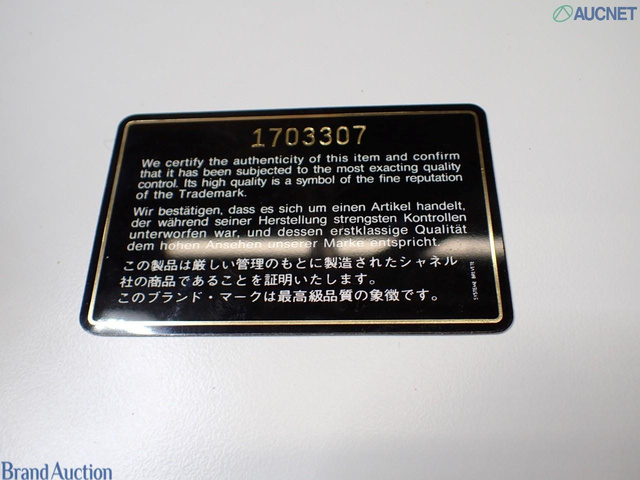 AUCNET
1703307
We certify the authenticity of this item and confirm
that it has been subjected to the most exacting quality
control. Its high quality is a symbol of the fine reputation
of the Trademark.
Wir bestätigen, dass es sich um einen Artikel handelt,
der während seiner Herstellung strengsten Kontrollen
unterworfen war, und dessen erstklassige Qualität
dem hohen Ansehen unserer Marke entspricht.
この製品は厳しい管理のもとに製造されたシャネル
社の商品であることを証明いたします。
このブランド・マークは最高級品質の象徴です。
SYSTEME BREVETE
Brand Auction